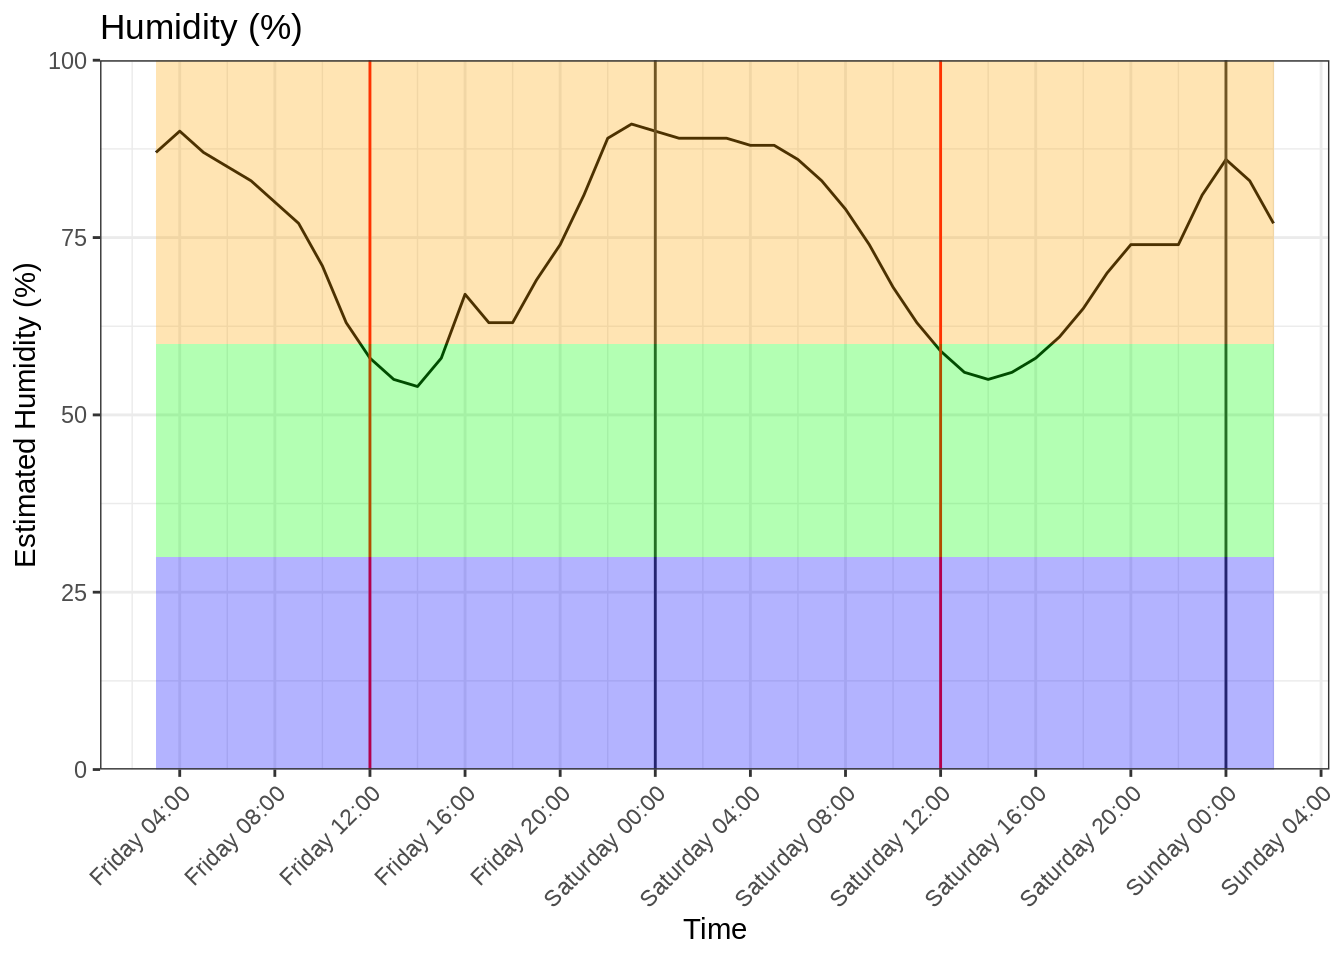 Humidity (%)
100
75
50
25
0
Estimated Humidity (%)
Friday 04:00
Friday 08:00
Friday 12:00
Friday 16:00
Friday 20:00
Saturday 00:00
Saturday 04:00
Saturday 08:00
Saturday 12:00
Saturday 16:00
Saturday 20:00
Sunday 00:00
Sunday 04:00
Time